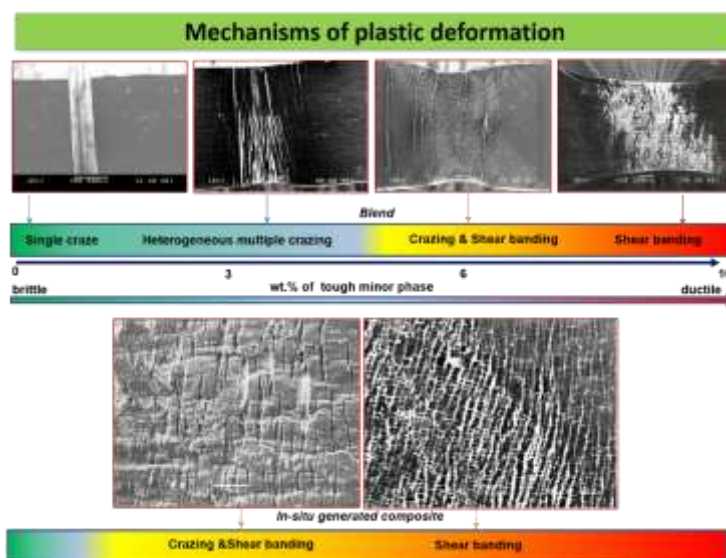 Mechanisms of plastic deformation
Blend
Single craze Heterogeneous multiple crazing Crazing & Shear banding Shear banding
0 3 6 10
brittle wt.% of tough minor phase ductile
In-situ generated composite
Crazing &Shear banding Shear banding